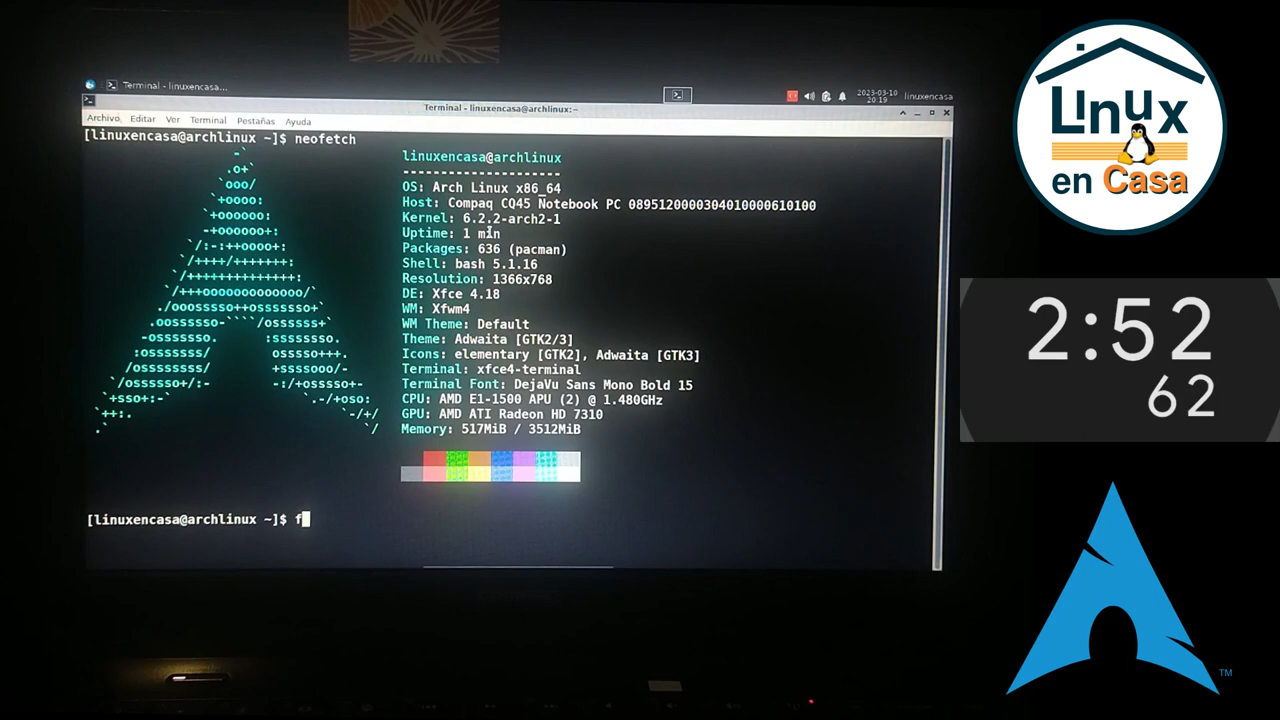 Terminal - linuxencasa...
2023-03-10
20:19
linuxencasa
Terminal - linuxencasa@archlinux:~
Archivo Editar Ver Terminal Pestañas Ayuda
[linuxencasa@archlinux ~]$ neofetch
linuxencasa@archlinux
---------------------
OS: Arch Linux x86_64
Host: Compaq CQ45 Notebook PC 0895120000304010000610100
Kernel: 6.2.2-arch2-1
Uptime: 1 min
Packages: 636 (pacman)
Shell: bash 5.1.16
Resolution: 1366x768
DE: Xfce 4.18
WM: Xfwm4
WM Theme: Default
Theme: Adwaita [GTK2/3]
Icons: elementary [GTK2], Adwaita [GTK3]
Terminal: xfce4-terminal
Terminal Font: DejaVu Sans Mono Bold 15
CPU: AMD E1-1500 APU (2) @ 1.480GHz
GPU: AMD ATI Radeon HD 7310
Memory: 517MiB / 3512MiB
[linuxencasa@archlinux ~]$ f
Linux
en Casa
2:52
62
TM